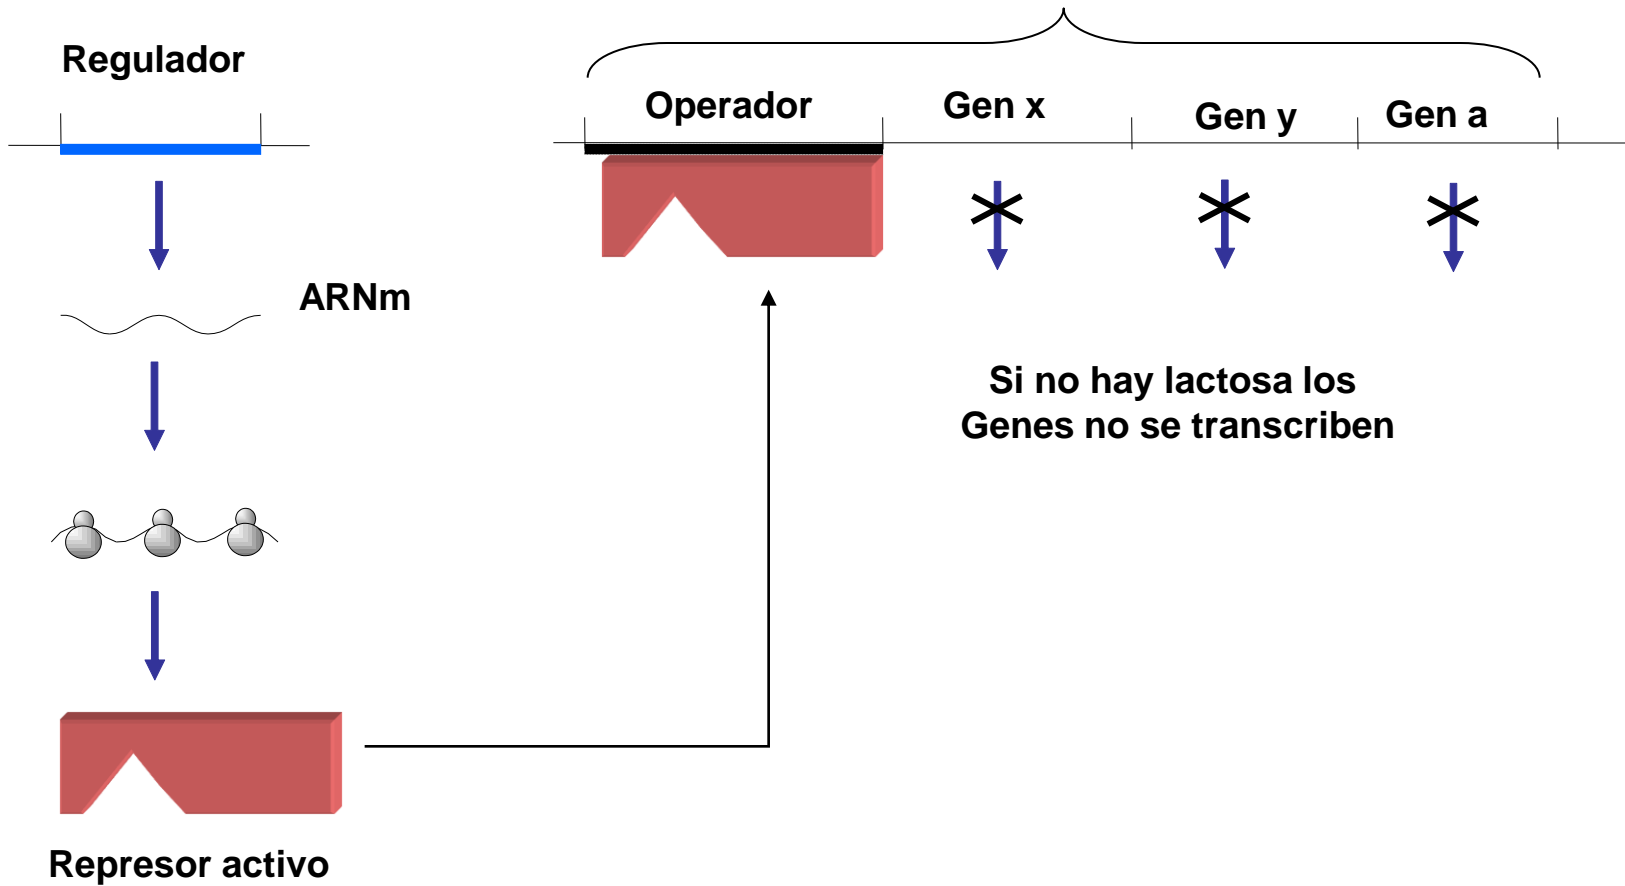 Regulador
Operador
Gen x
Gen y
Gen a
ARNm
Si no hay lactosa los
Genes no se transcriben
Represor activo